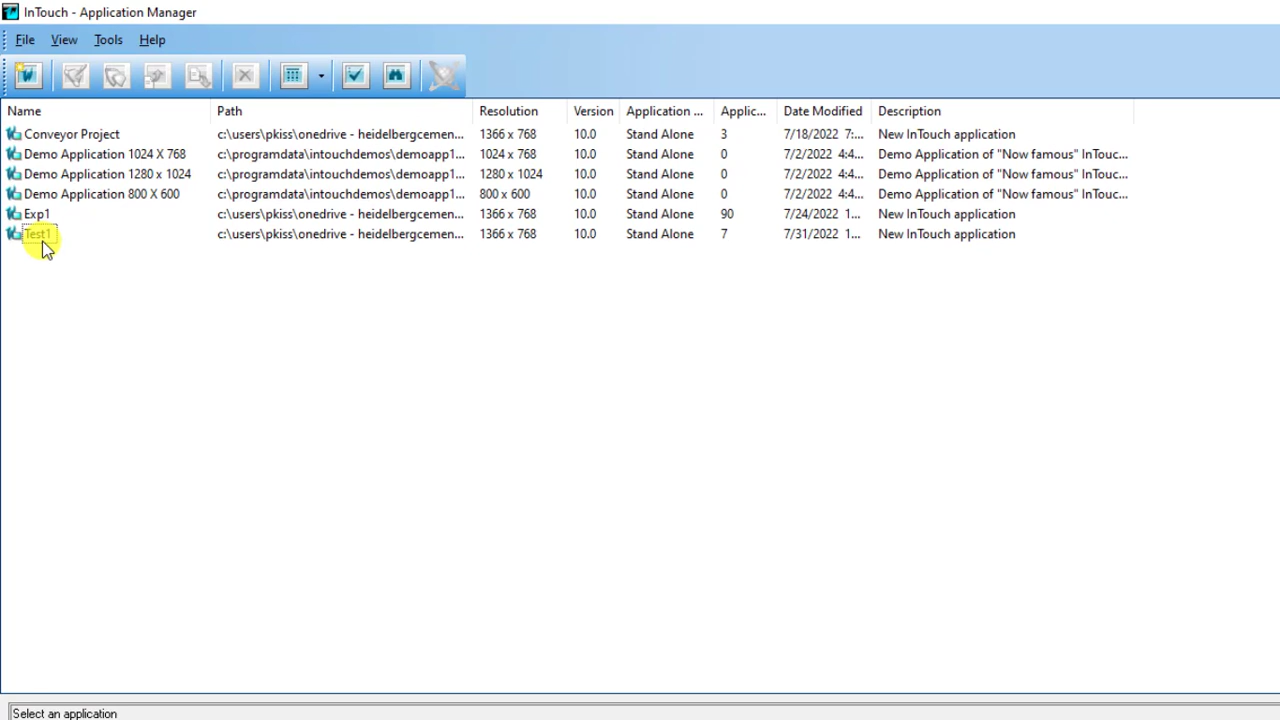 InTouch - Application Manager
File View Tools Help
Name Path Resolution Version Application ... Applic... Date Modified Description
Conveyor Project c:\users\pkiss\onedrive - heidelbergcemen... 1366 x 768 10.0 Stand Alone 3 7/18/2022 7:... New InTouch application
Demo Application 1024 X 768 c:\programdata\intouchdemos\demoapp1... 1024 x 768 10.0 Stand Alone 0 7/2/2022 4:4... Demo Application of "Now famous" InTouc...
Demo Application 1280 x 1024 c:\programdata\intouchdemos\demoapp1... 1280 x 1024 10.0 Stand Alone 0 7/2/2022 4:4... Demo Application of "Now famous" InTouc...
Demo Application 800 X 600 c:\programdata\intouchdemos\demoapp1... 800 x 600 10.0 Stand Alone 0 7/2/2022 4:4... Demo Application of "Now famous" InTouc...
Exp1 c:\users\pkiss\onedrive - heidelbergcemen... 1366 x 768 10.0 Stand Alone 90 7/24/2022 1... New InTouch application
Test1 c:\users\pkiss\onedrive - heidelbergcemen... 1366 x 768 10.0 Stand Alone 7 7/31/2022 1... New InTouch application
Select an application